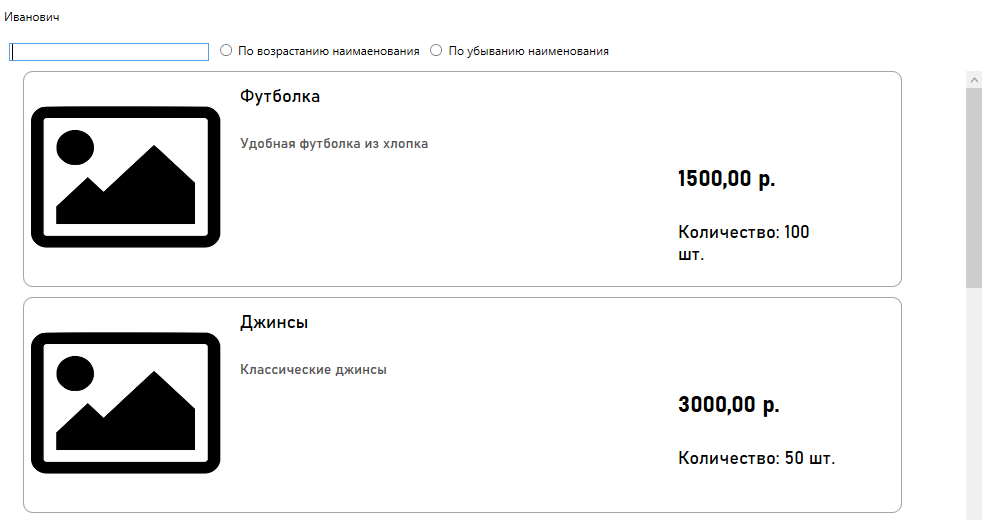 Иванович
По возрастанию наимаенования По убыванию наименования
Футболка
Удобная футболка из хлопка
1500,00 р.
Количество: 100
шт.
Джинсы
Классические джинсы
3000,00 р.
Количество: 50 шт.